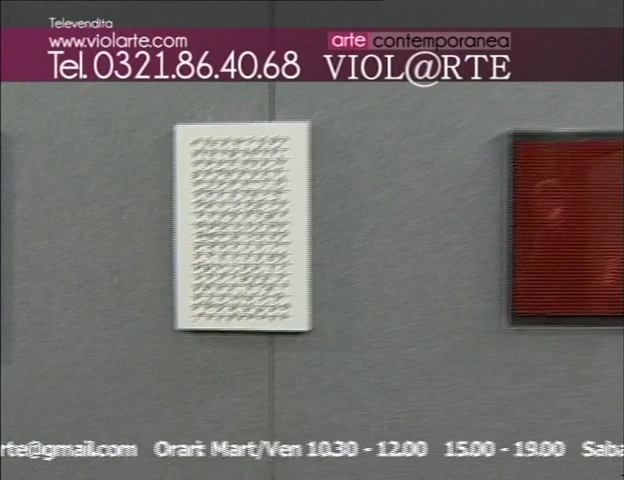 Televendita
www.violarte.com
Tel. 0321.86.40.68
arte contemporanea
VIOL@RTE
rte@gmail.com Orari: Mart/Ven 10.30 - 12.00 15.00 - 19.00 Saba